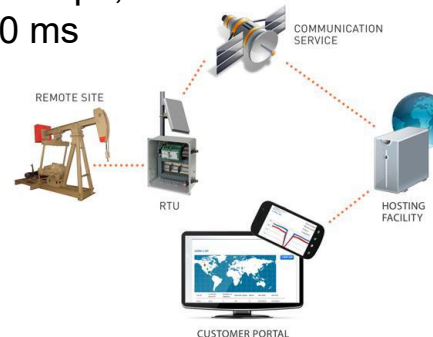 0 ms
COMMUNICATION
SERVICE
REMOTE SITE
RTU
HOSTING
FACILITY
CUSTOMER PORTAL